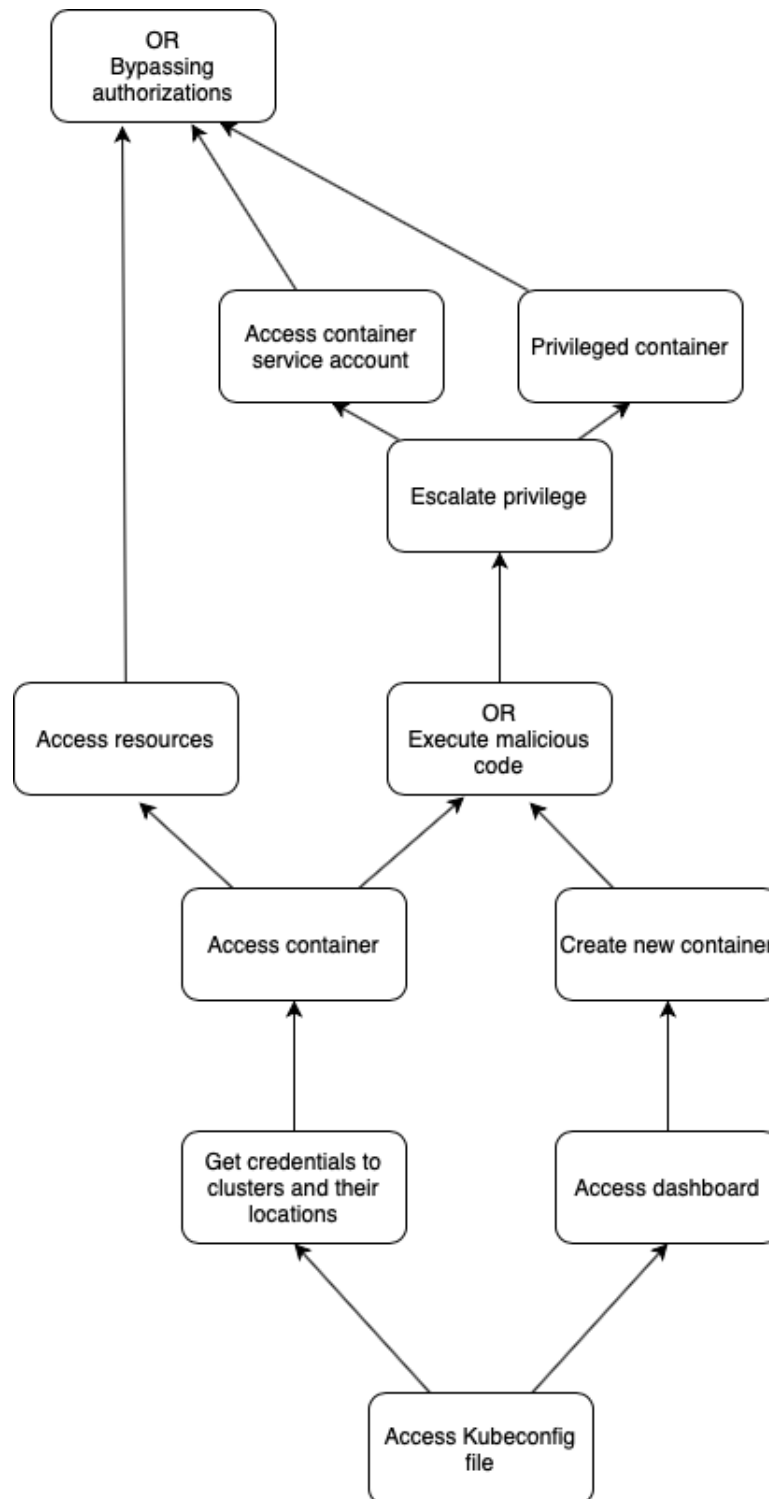 OR
Bypassing
authorizations
Access container
service account
Privileged container
Escalate privilege
Access resources
OR
Execute malicious
code
Access container
Create new container
Get credentials to
clusters and their
locations
Access dashboard
Access Kubeconfig
file